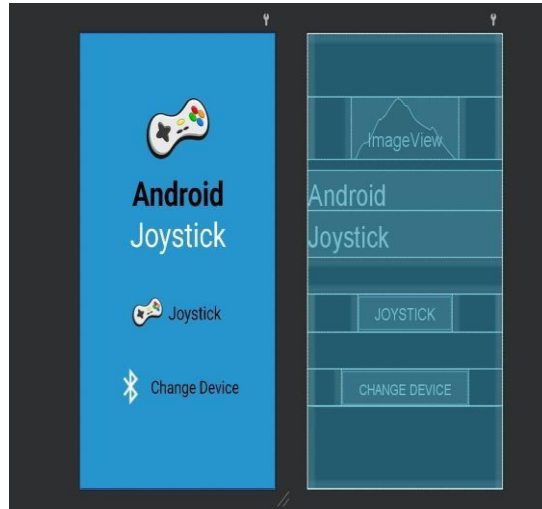 Android
Joystick
Joystick
Change Device
ImageView
Android
Joystick
JOYSTICK
CHANGE DEVICE